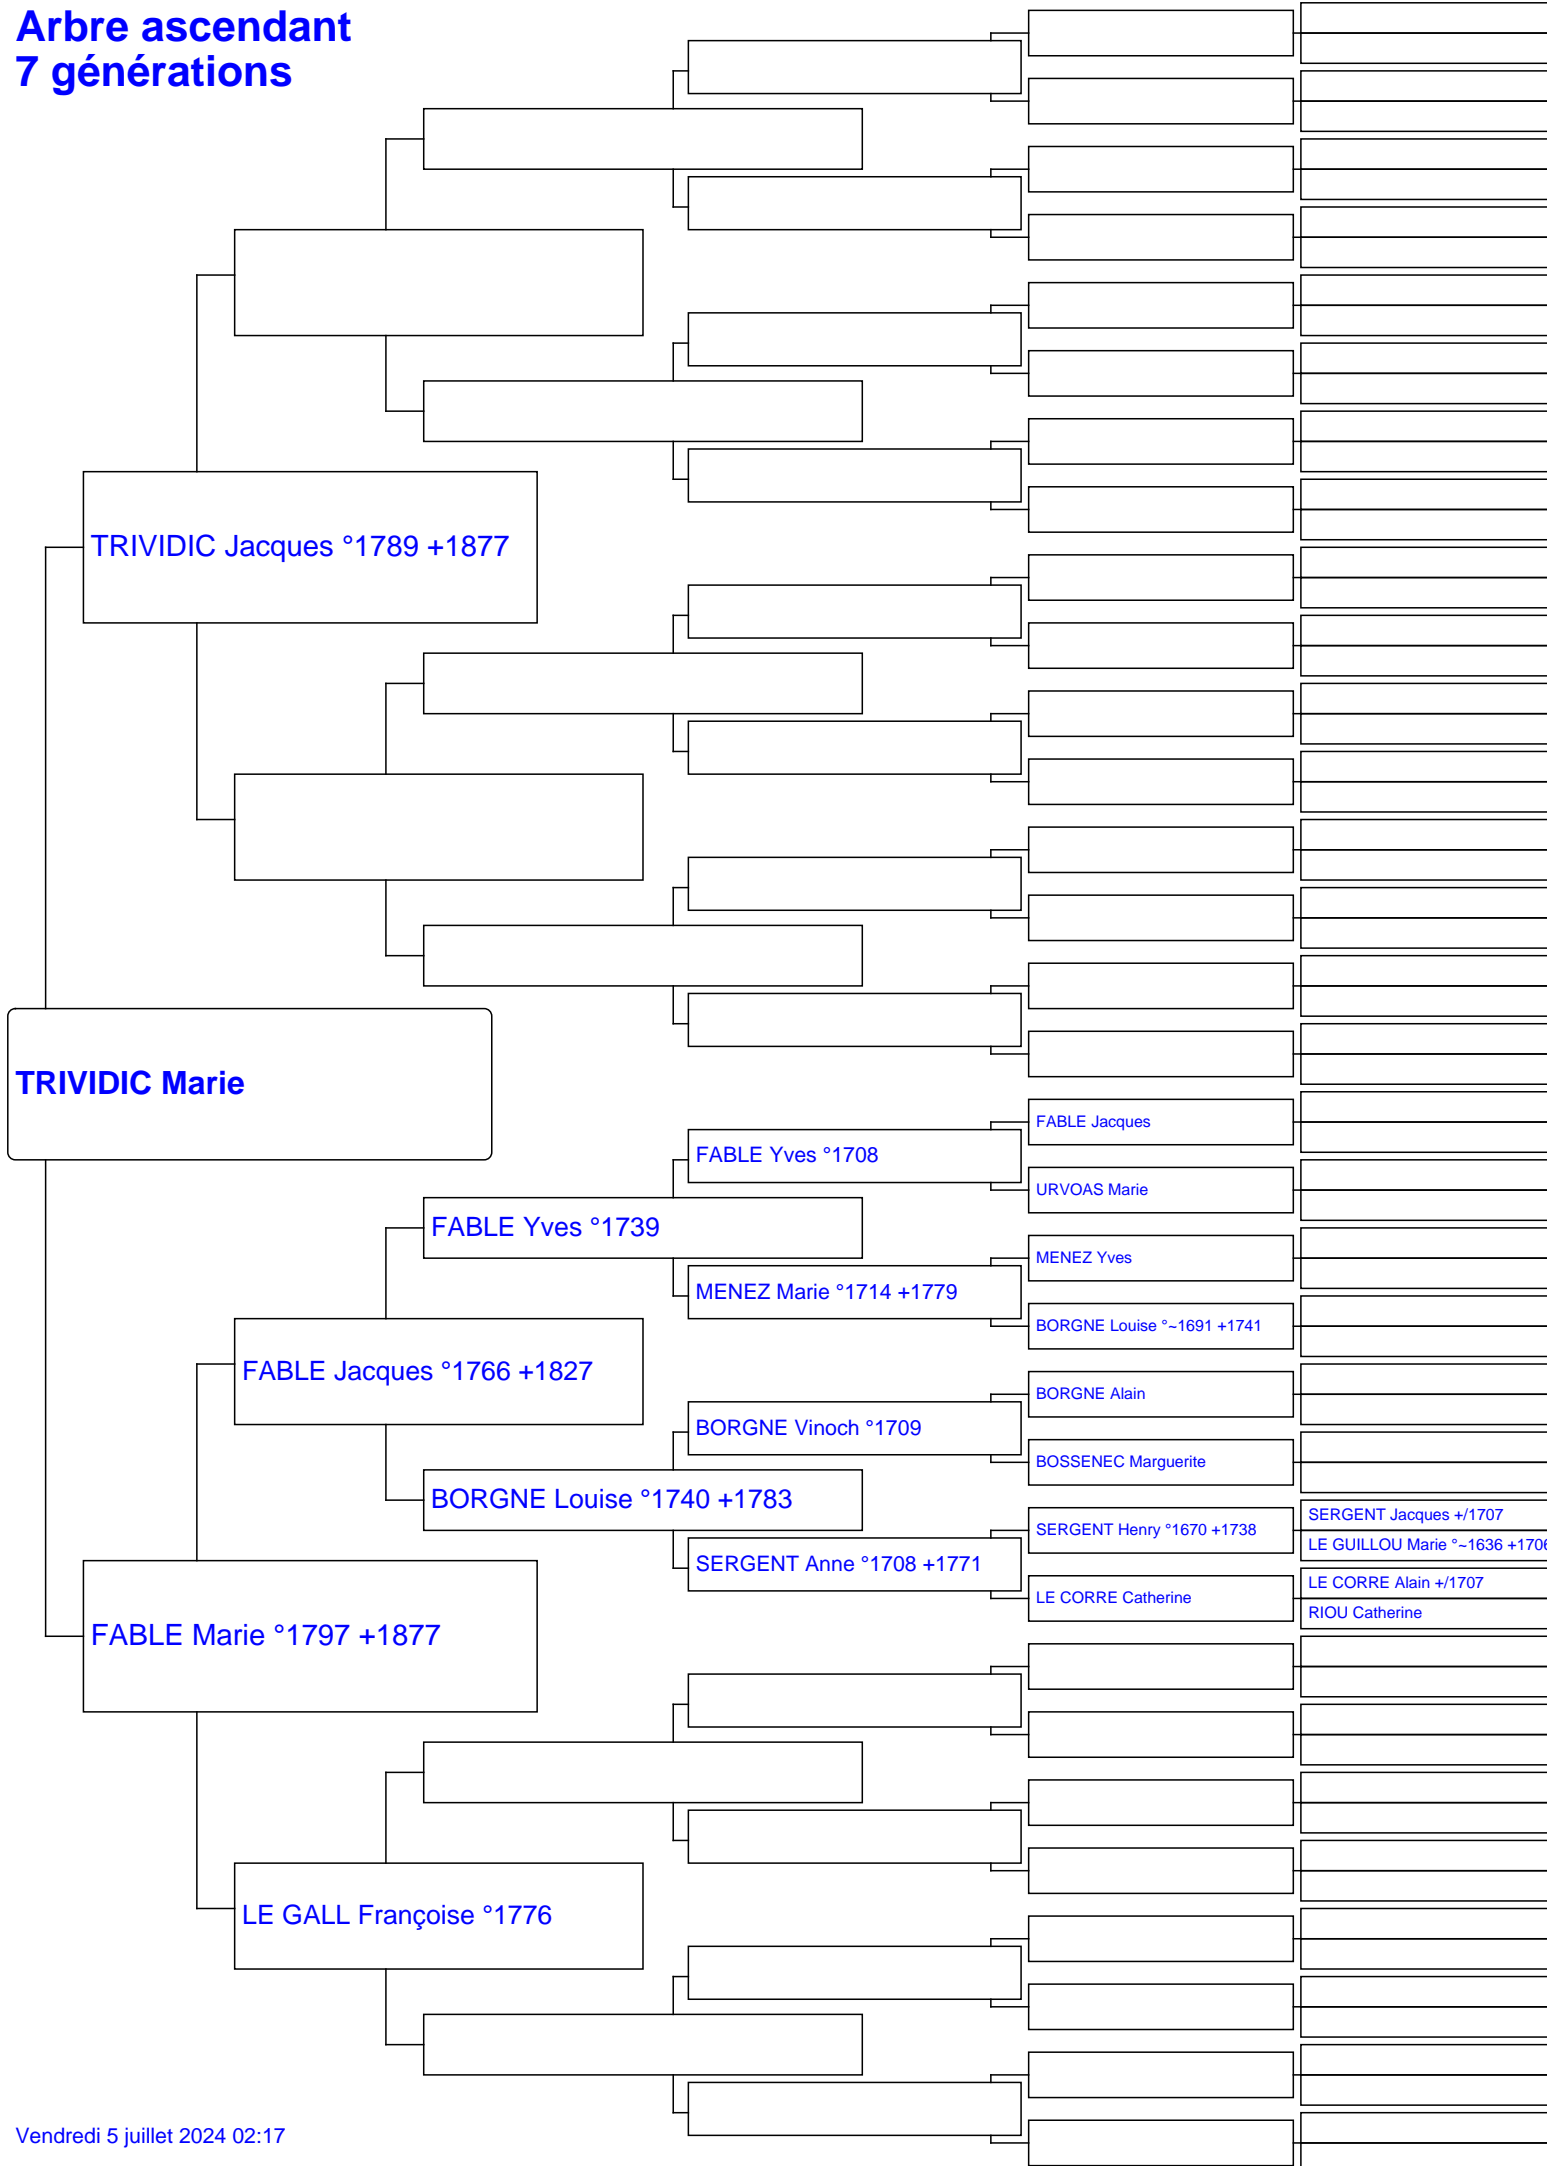 Arbre ascendant
7 générations
TRIVIDIC Jacques °1789 +1877
TRIVIDIC Marie
FABLE Jacques
FABLE Yves °1708
URVOAS Marie
FABLE Yves °1739
MENEZ Yves
MENEZ Marie °1714 +1779
BORGNE Louise °~1691 +1741
FABLE Jacques °1766 +1827
BORGNE Alain
BORGNE Vinoch °1709
BOSSENEC Marguerite
BORGNE Louise °1740 +1783
SERGENT Jacques +/1707
SERGENT Henry °1670 +1738
LE GUILLOU Marie °~1636 +1706
SERGENT Anne °1708 +1771
LE CORRE Alain +/1707
LE CORRE Catherine
RIOU Catherine
FABLE Marie °1797 +1877
LE GALL Françoise °1776
Vendredi 5 juillet 2024 02:17